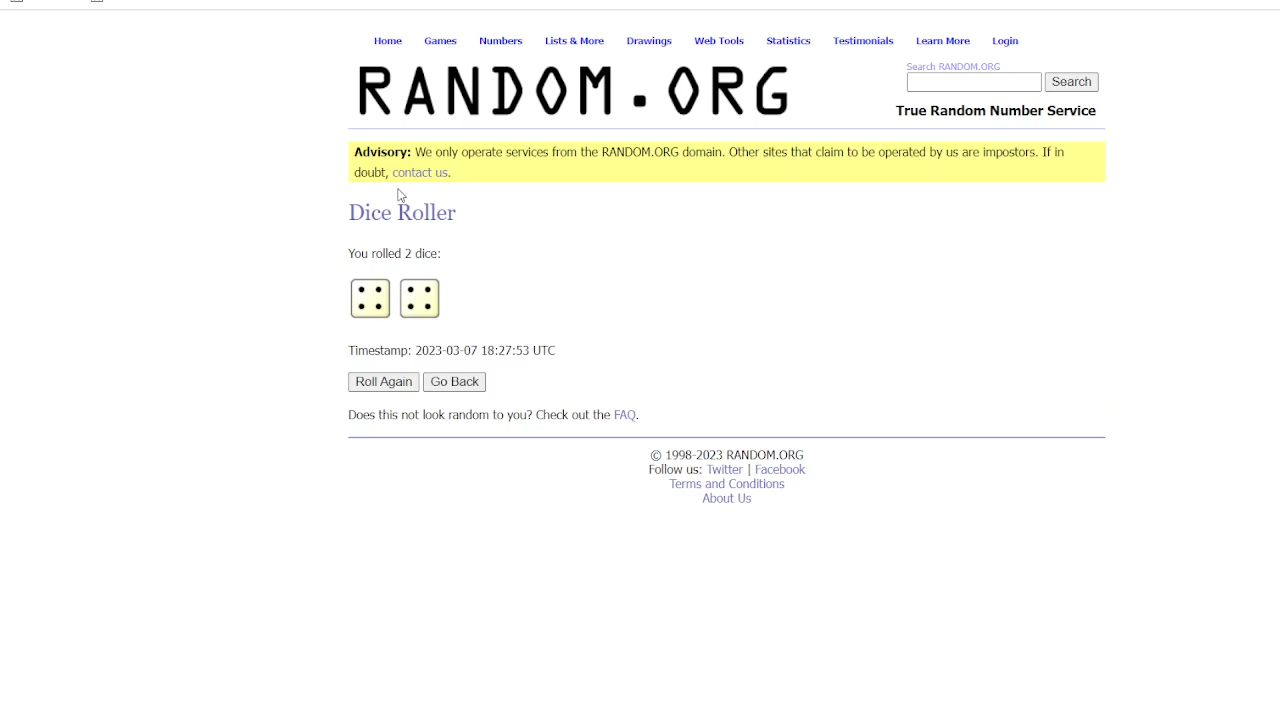 Home Games Numbers Lists & More Drawings Web Tools Statistics Testimonials Learn More Login
RANDOM.ORG
Search RANDOM.ORG
Search
True Random Number Service
Advisory: We only operate services from the RANDOM.ORG domain. Other sites that claim to be operated by us are impostors. If in
doubt, contact us.
Dice Roller
You rolled 2 dice:
Timestamp: 2023-03-07 18:27:53 UTC
Roll Again Go Back
Does this not look random to you? Check out the FAQ.
© 1998-2023 RANDOM.ORG
Follow us: Twitter | Facebook
Terms and Conditions
About Us